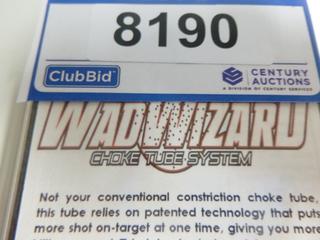 8190
ClubBid™
CENTURY
AUCTIONS
A DIVISION OF CENTURY SERVICES
WADWIZARD
CHOKE TUBE SYSTEM
Not your conventional constriction choke tube,
this tube relies on patented technology that puts
more shot on-target at one time, giving you more